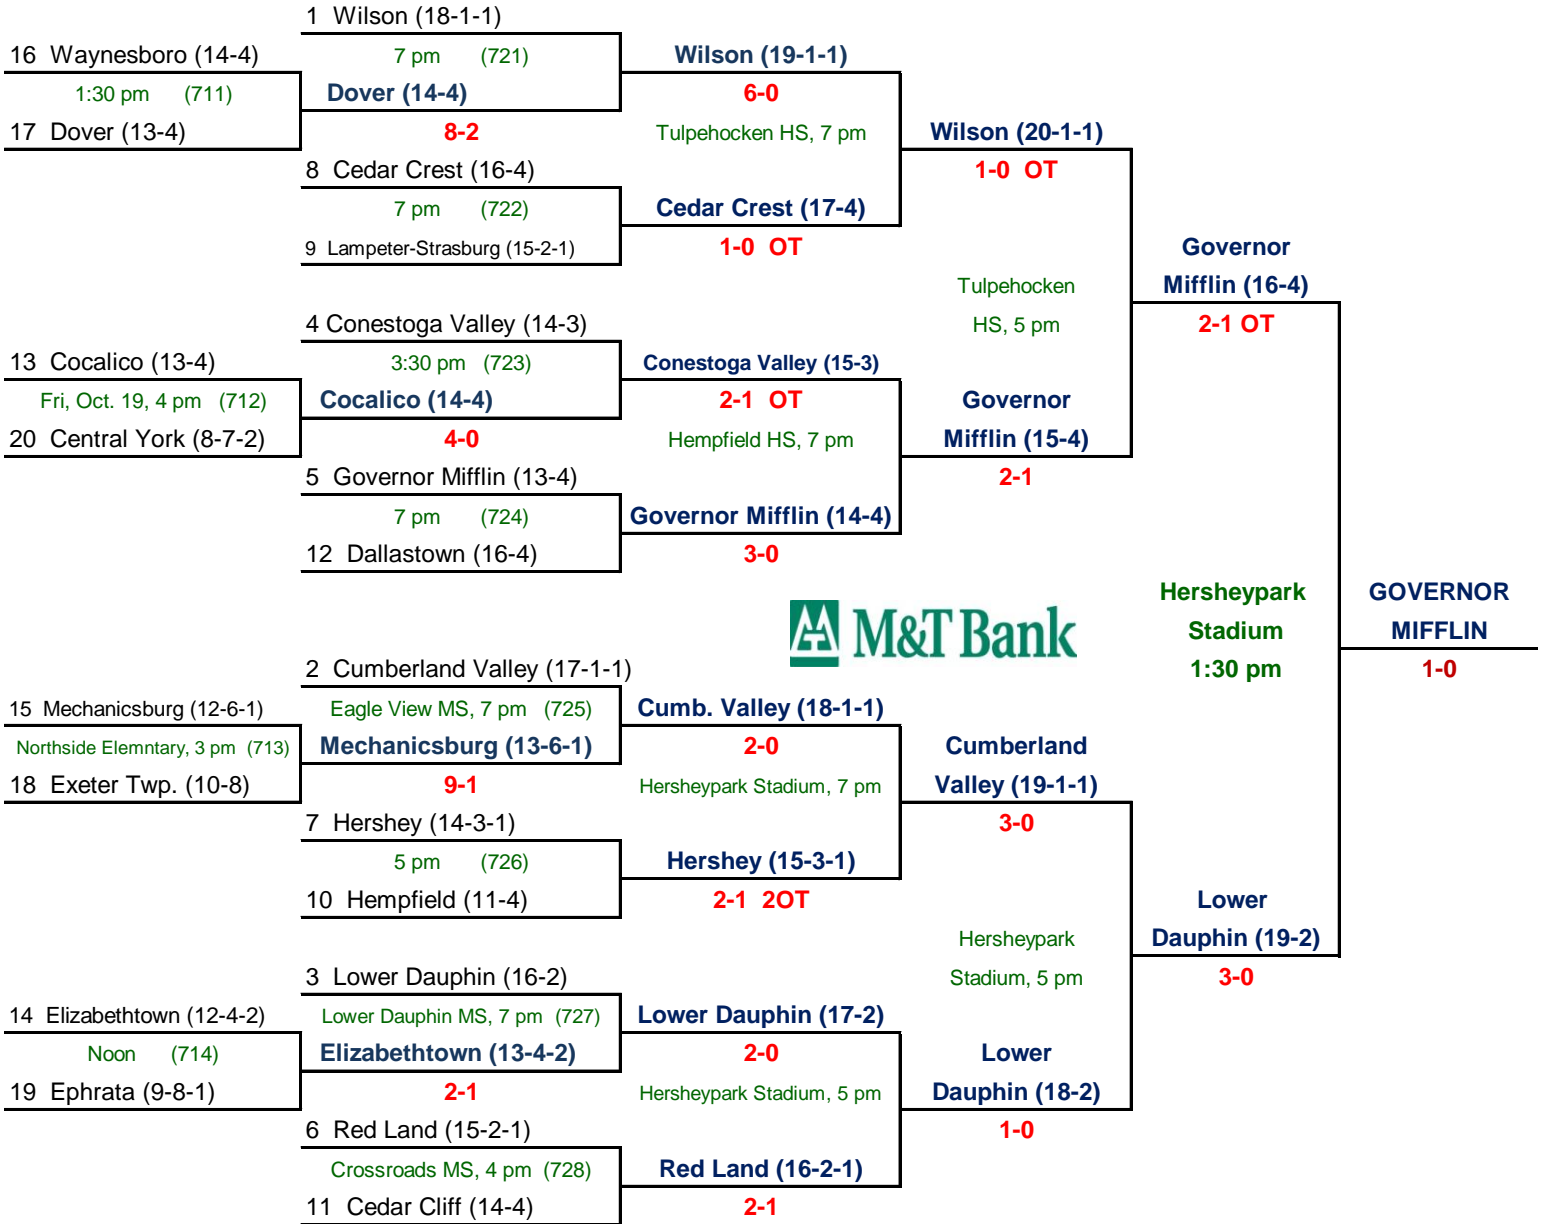 1 Wilson (18-1-1)
16 Waynesboro (14-4)
7 pm (721)
Wilson (19-1-1)
1:30 pm (711)
Dover (14-4)
6-0
17 Dover (13-4)
8-2
Tulpehocken HS, 7 pm
Wilson (20-1-1)
8 Cedar Crest (16-4)
1-0 OT
7 pm (722)
Cedar Crest (17-4)
9 Lampeter-Strasburg (15-2-1)
1-0 OT
Governor
Mifflin (16-4)
Tulpehocken
HS, 5 pm
2-1 OT
4 Conestoga Valley (14-3)
13 Cocalico (13-4)
3:30 pm (723)
Conestoga Valley (15-3)
Fri, Oct. 19, 4 pm (712)
Cocalico (14-4)
2-1 OT
Governor
20 Central York (8-7-2)
4-0
Hempfield HS, 7 pm
Mifflin (15-4)
5 Governor Mifflin (13-4)
2-1
7 pm (724)
Governor Mifflin (14-4)
12 Dallastown (16-4)
3-0
Hersheypark
Stadium
1:30 pm
GOVERNOR
MIFFLIN
1-0
M&T Bank
2 Cumberland Valley (17-1-1)
15 Mechanicsburg (12-6-1)
Eagle View MS, 7 pm (725)
Cumb. Valley (18-1-1)
Northside Elemntary, 3 pm (713)
Mechanicsburg (13-6-1)
2-0
Cumberland
18 Exeter Twp. (10-8)
9-1
Hersheypark Stadium, 7 pm
Valley (19-1-1)
7 Hershey (14-3-1)
3-0
5 pm (726)
Hershey (15-3-1)
10 Hempfield (11-4)
2-1 2OT
Lower
Dauphin (19-2)
Hersheypark
Stadium, 5 pm
3-0
3 Lower Dauphin (16-2)
14 Elizabethtown (12-4-2)
Lower Dauphin MS, 7 pm (727)
Lower Dauphin (17-2)
Noon (714)
Elizabethtown (13-4-2)
2-0
Lower
19 Ephrata (9-8-1)
2-1
Hersheypark Stadium, 5 pm
Dauphin (18-2)
6 Red Land (15-2-1)
1-0
Crossroads MS, 4 pm (728)
Red Land (16-2-1)
11 Cedar Cliff (14-4)
2-1